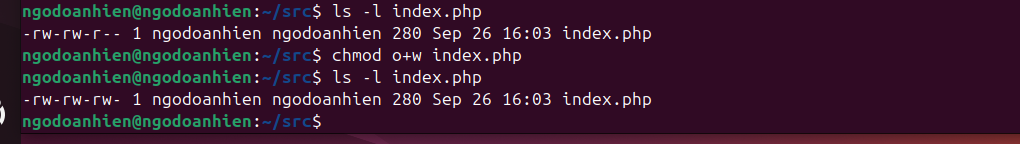 ngodoanhien@ngodoanhien:~/src$ ls -l index.php
-rw-rw-r-- 1 ngodoanhien ngodoanhien 280 Sep 26 16:03 index.php
ngodoanhien@ngodoanhien:~/src$ chmod o+w index.php
ngodoanhien@ngodoanhien:~/src$ ls -l index.php
-rw-rw-rw- 1 ngodoanhien ngodoanhien 280 Sep 26 16:03 index.php
ngodoanhien@ngodoanhien:~/src$